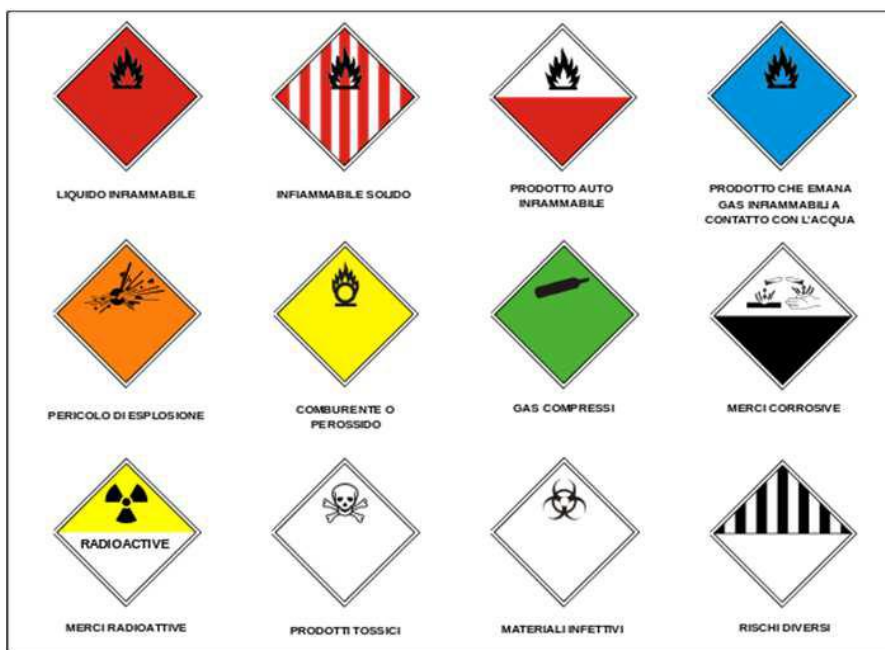 LIQUIDO INFIAMMABILE
INFIAMMABILE SOLIDO
PRODOTTO AUTO
INFIAMMABILE
PRODOTTO CHE EMANA
GAS INFIAMMABILI A
CONTATTO CON L'ACQUA
PERICOLO DI ESPLOSIONE
COMBURENTE O
PEROSSIDO
GAS COMPRESSI
MERCI CORROSIVE
RADIOACTIVE
MERCI RADIOATTIVE
PRODOTTI TOSSICI
MATERIALI INFETTIVI
RISCHI DIVERSI